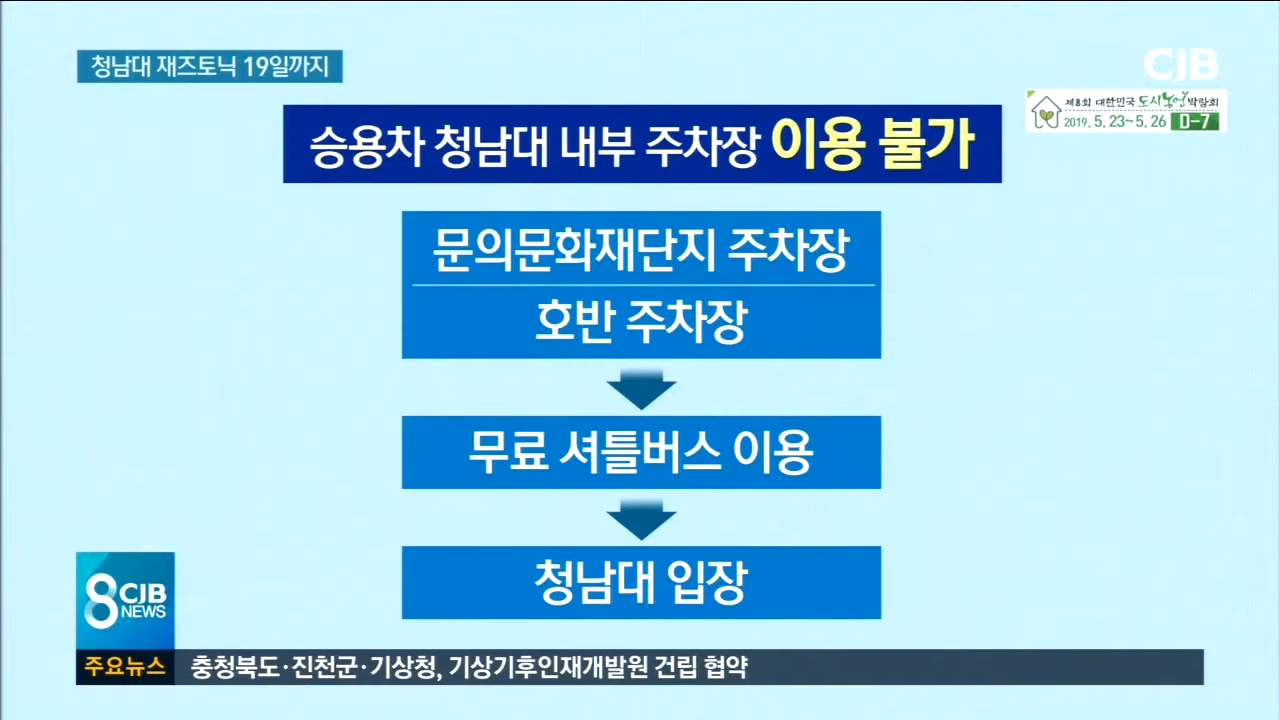 청남대 재즈토닉 19일까지
CJB
제8회 대한민국 도시농업박람회
2019. 5. 23~5. 26 D-7
승용차 청남대 내부 주차장 이용 불가
문의문화재단지 주차장
호반 주차장
무료 셔틀버스 이용
청남대 입장
8 CJB NEWS
주요뉴스 충청북도·진천군·기상청, 기상기후인재개발원 건립 협약